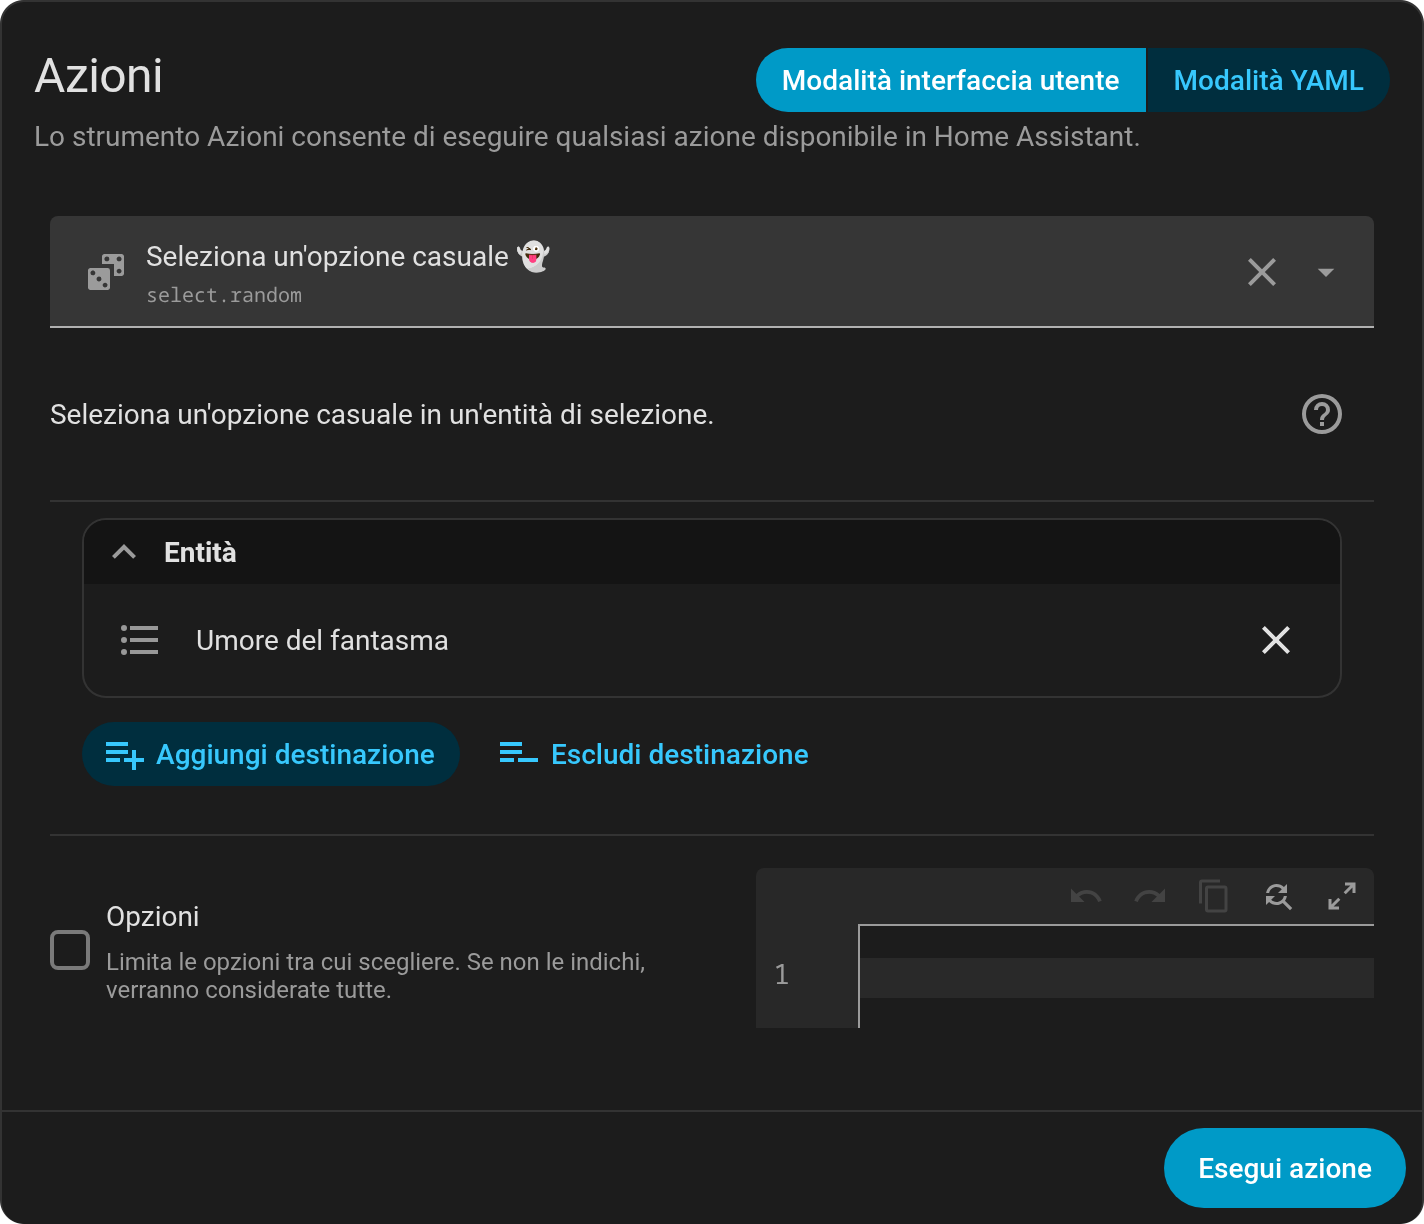 Azioni
Modalità interfaccia utente
Modalità YAML
Lo strumento Azioni consente di eseguire qualsiasi azione disponibile in Home Assistant.
Seleziona un'opzione casuale 👻
select.random
Seleziona un'opzione casuale in un'entità di selezione.
Entità
Umore del fantasma
Aggiungi destinazione
Escludi destinazione
Opzioni
Limita le opzioni tra cui scegliere. Se non le indichi,
verranno considerate tutte.
1
Esegui azione